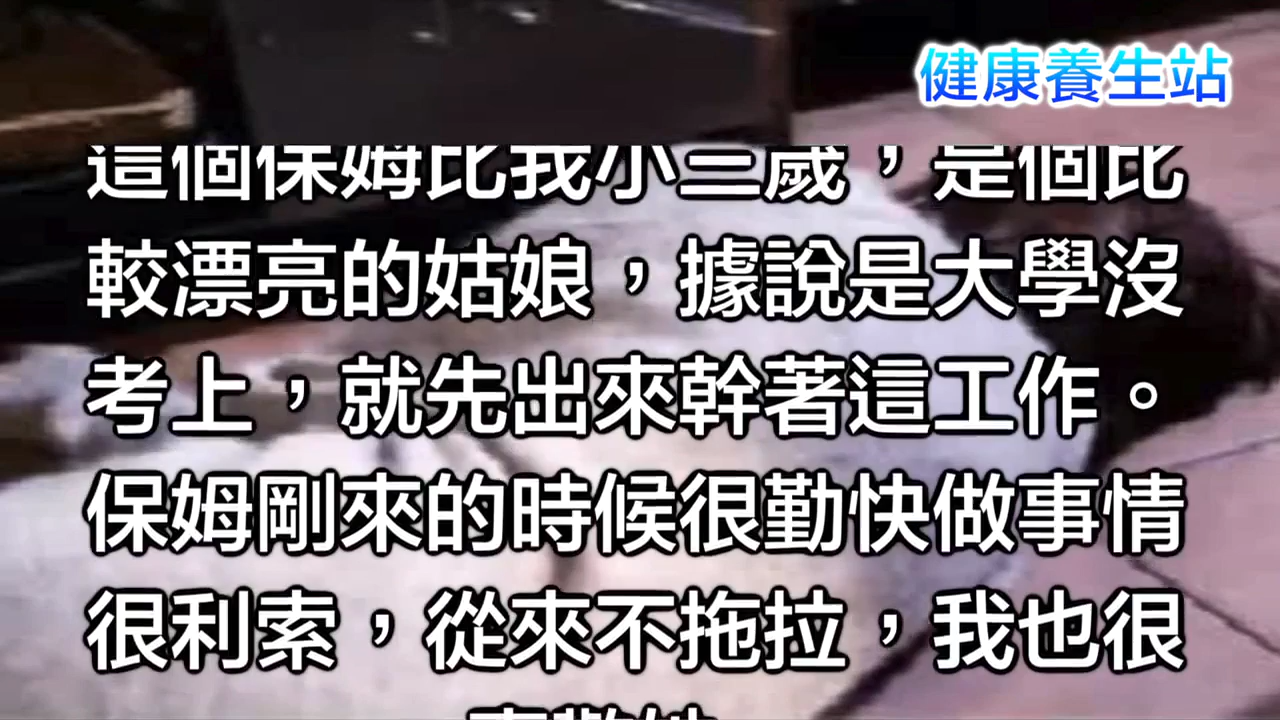 健康養生站
這個保姆比我小三歲，是個比
較漂亮的姑娘，據說是大學沒
考上，就先出來幹著這工作。
保姆剛來的時候很勤快做事情
很利索，從來不拖拉，我也很